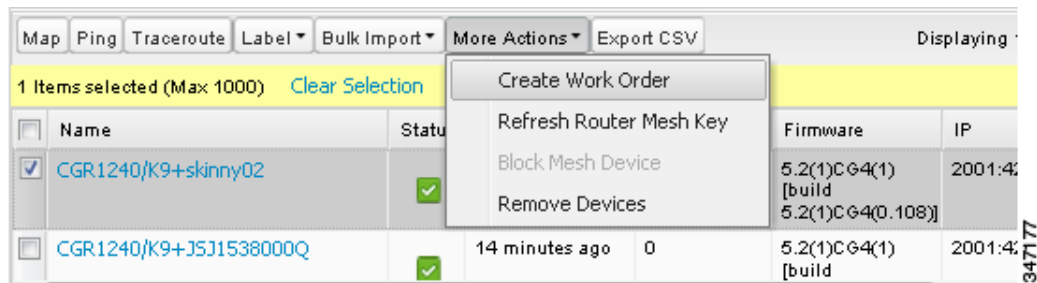 Map Ping Traceroute Label Bulk Import More Actions Export CSV Displaying
1 Items selected (Max 1000) Clear Selection
Create Work Order
Refresh Router Mesh Key
Block Mesh Device
Remove Devices
Name Statu Firmware IP
CGR1240/K9+skinny02 5.2(1)CG4(1) 2001:42
[build
5.2(1)CG4(0.108)]
CGR1240/K9+JSJ1538000Q 14 minutes ago 0 5.2(1)CG4(1) 2001:42
[build
347177